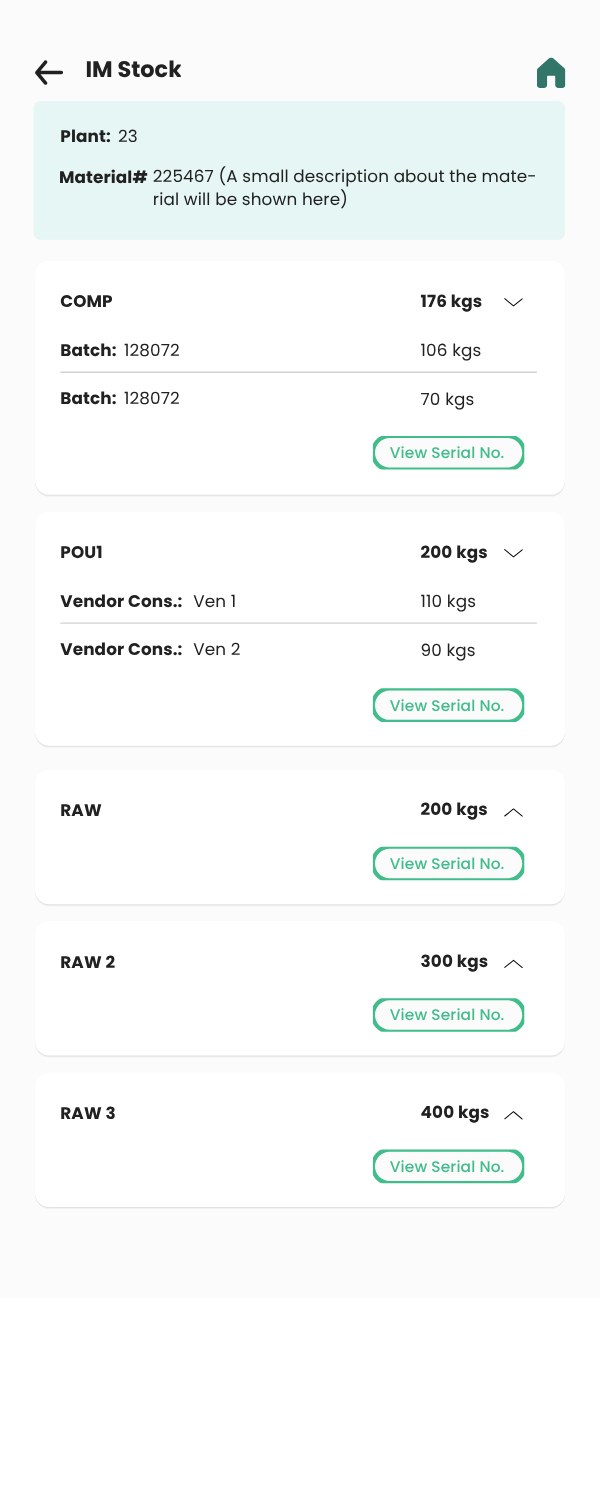 IM Stock
Plant: 23
Material# 225467 (A small description about the mate-
rial will be shown here)
COMP 176 kgs
Batch: 128072 106 kgs
Batch: 128072 70 kgs
View Serial No.
POU1 200 kgs
Vendor Cons.: Ven 1 110 kgs
Vendor Cons.: Ven 2 90 kgs
View Serial No.
RAW 200 kgs
View Serial No.
RAW 2 300 kgs
View Serial No.
RAW 3 400 kgs
View Serial No.